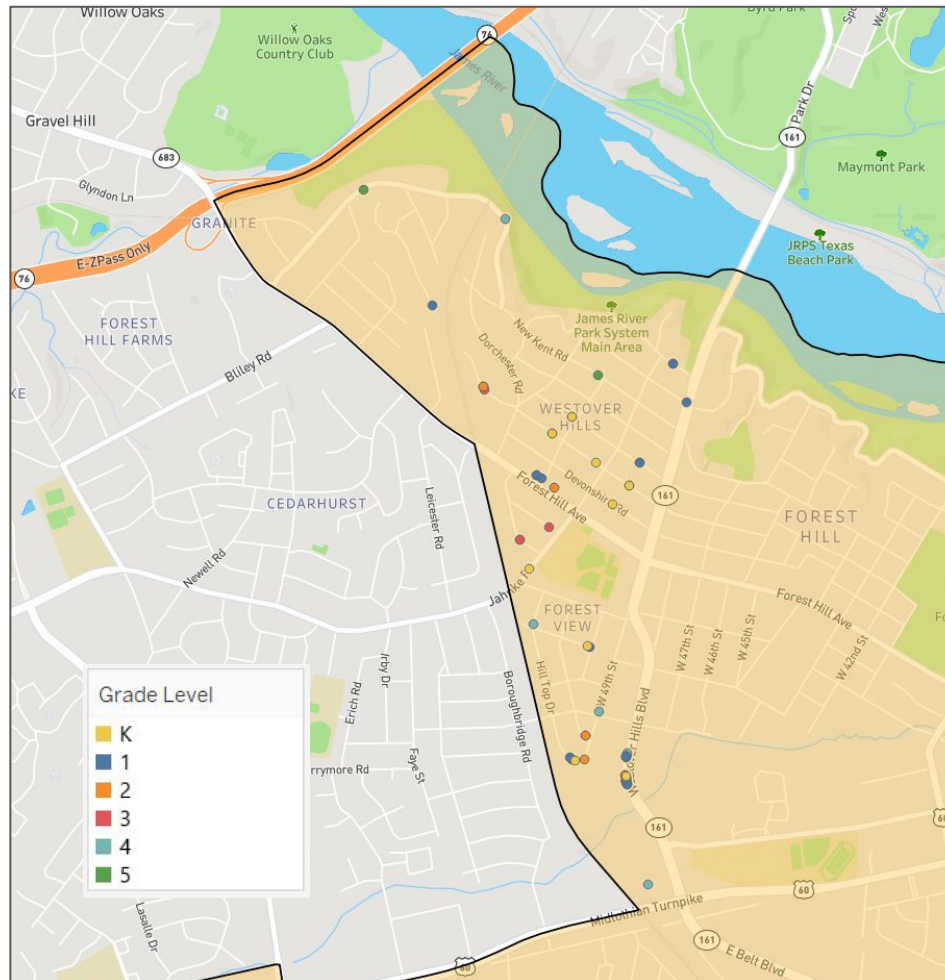 Willow Oaks
Willow Oaks
Country Club
76
James River
Byrd Park
Gravel Hill
683
Park Dr
161
Maymont Park
Glyndon Ln
GRANITE
E-ZPass Only
76
JRPS Texas
Beach Park
FOREST
HILL FARMS
James River
Park System
Main Area
New Kent Rd
Dorchester Rd
Bliley Rd
WESTOVER
HILLS
Devonshire Rd
Forest Hill Ave
161
CEDARHURST
Leicester Rd
FOREST
HILL
Newell Rd
Jahnke R
Forest Hill Ave
FOREST
VIEW
W 47th St
W 46th St
W 45th St
W 42nd St
Irby Dr
Erich Rd
Hill Top Dr
W 49th St
Boroughbridge Rd
Westover Hills Blvd
Faye St
rrymore Rd
Grade Level
K
1
2
3
4
5
161
60
60
Midlothian Turnpike
Lasalle Dr
60
161
E Belt Blvd